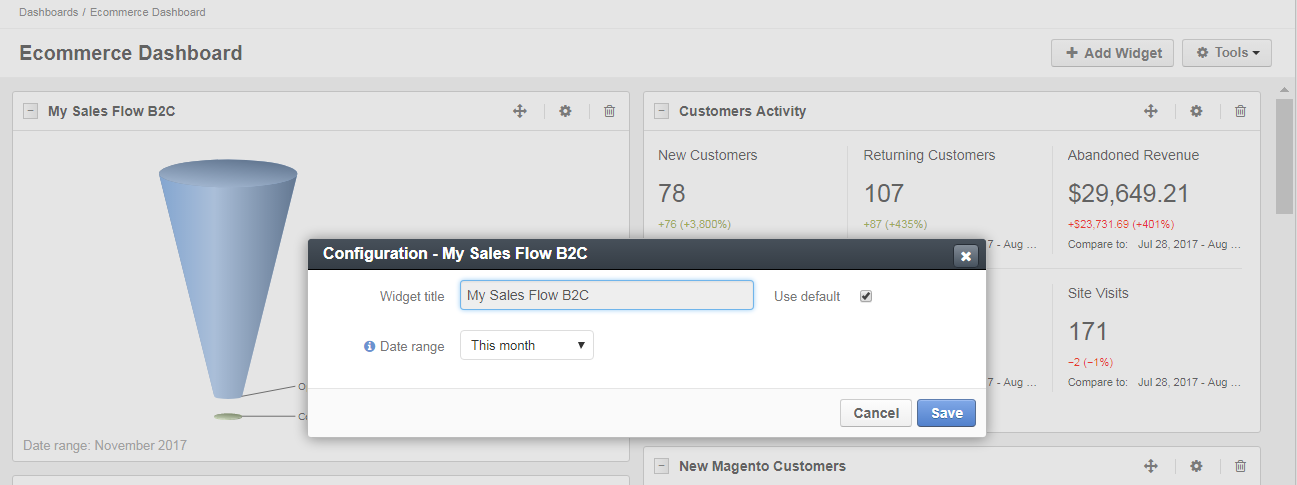 Dashboards / Ecommerce Dashboard
Ecommerce Dashboard
Add Widget
Tools
My Sales Flow B2C
Customers Activity
New Customers
Returning Customers
Abandoned Revenue
78
107
$29,649.21
+76 (+3,800%)
+87 (+435%)
+$23,731.69 (+401%)
7 - Aug ...
Compare to: Jul 28, 2017 - Aug ...
Configuration - My Sales Flow B2C
Widget title
My Sales Flow B2C
Use default
Date range
This month
Cancel
Save
Site Visits
171
−2 (−1%)
7 - Aug ...
Compare to: Jul 28, 2017 - Aug ...
Date range: November 2017
New Magento Customers